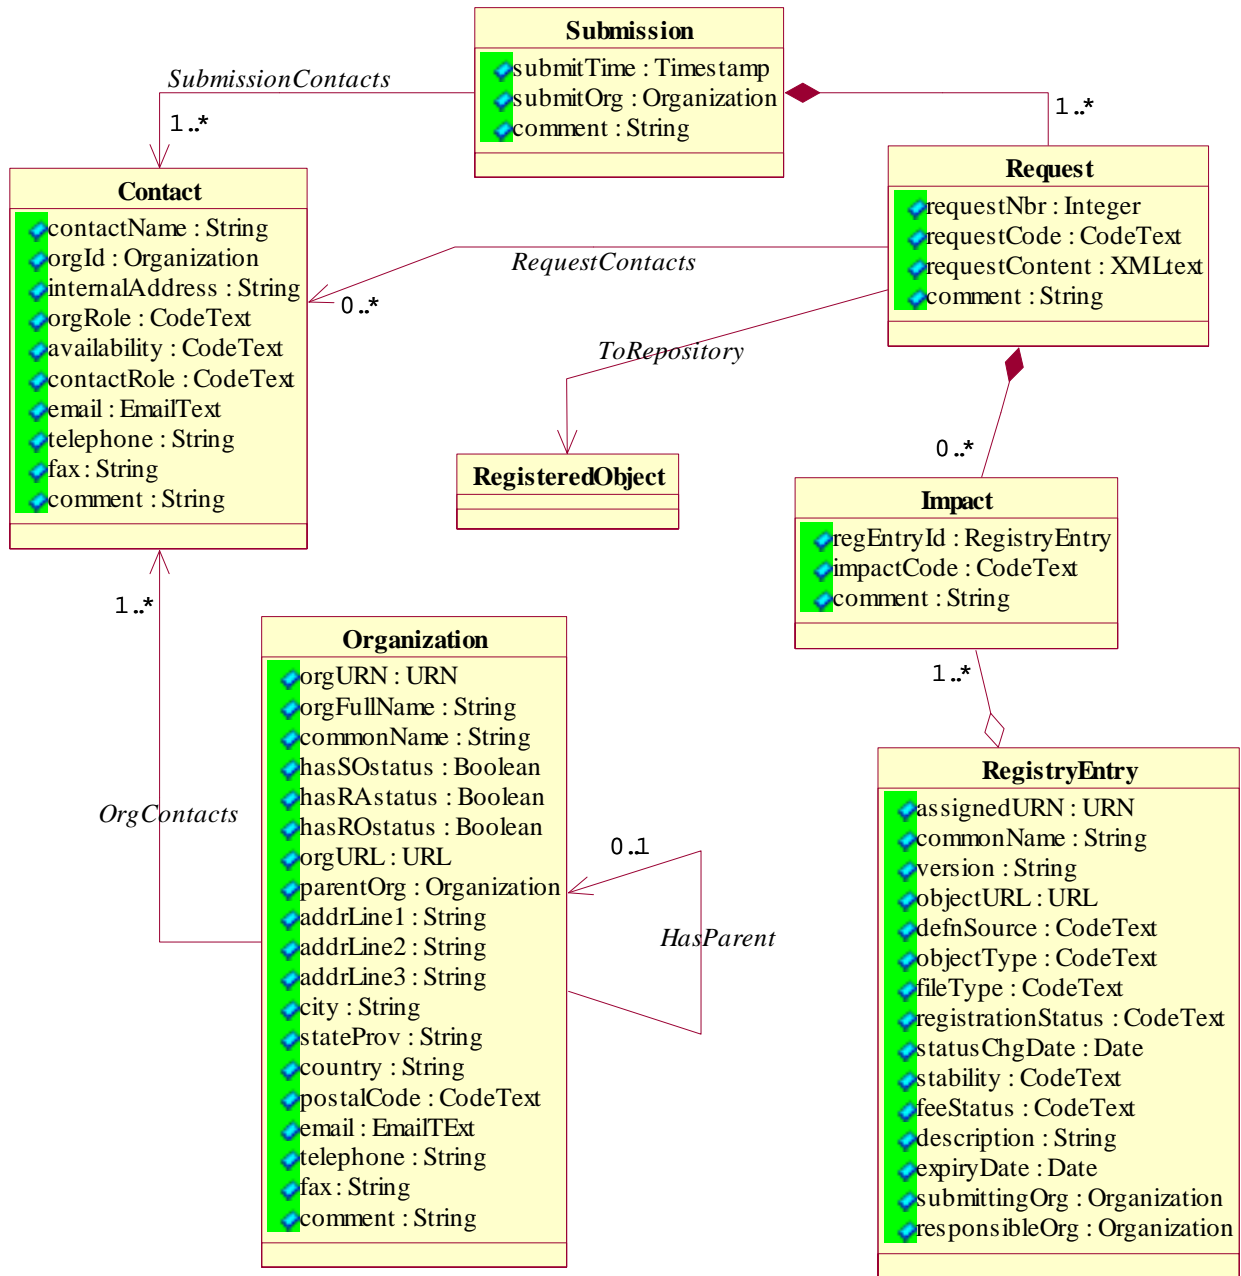 Submission
submitTime : Timestamp
submitOrg : Organization
comment : String
SubmissionContacts
1..*
1..*
Contact
contactName : String
orgId : Organization
internalAddress : String
orgRole : CodeText
availability : CodeText
contactRole : CodeText
email : EmailText
telephone : String
fax : String
comment : String
Request
requestNbr : Integer
requestCode : CodeText
requestContent : XMLtext
comment : String
RequestContacts
0..*
ToRepository
RegisteredObject
0..*
Impact
regEntryId : RegistryEntry
impactCode : CodeText
comment : String
1..*
1..*
OrgContacts
Organization
orgURN : URN
orgFullName : String
commonName : String
hasSOstatus : Boolean
hasRAstatus : Boolean
hasROstatus : Boolean
orgURL : URL
parentOrg : Organization
addrLine1 : String
addrLine2 : String
addrLine3 : String
city : String
stateProv : String
country : String
postalCode : CodeText
email : EmailTExt
telephone : String
fax : String
comment : String
0..1
HasParent
RegistryEntry
assignedURN : URN
commonName : String
version : String
objectURL : URL
defnSource : CodeText
objectType : CodeText
fileType : CodeText
registrationStatus : CodeText
statusChgDate : Date
stability : CodeText
feeStatus : CodeText
description : String
expiryDate : Date
submittingOrg : Organization
responsibleOrg : Organization